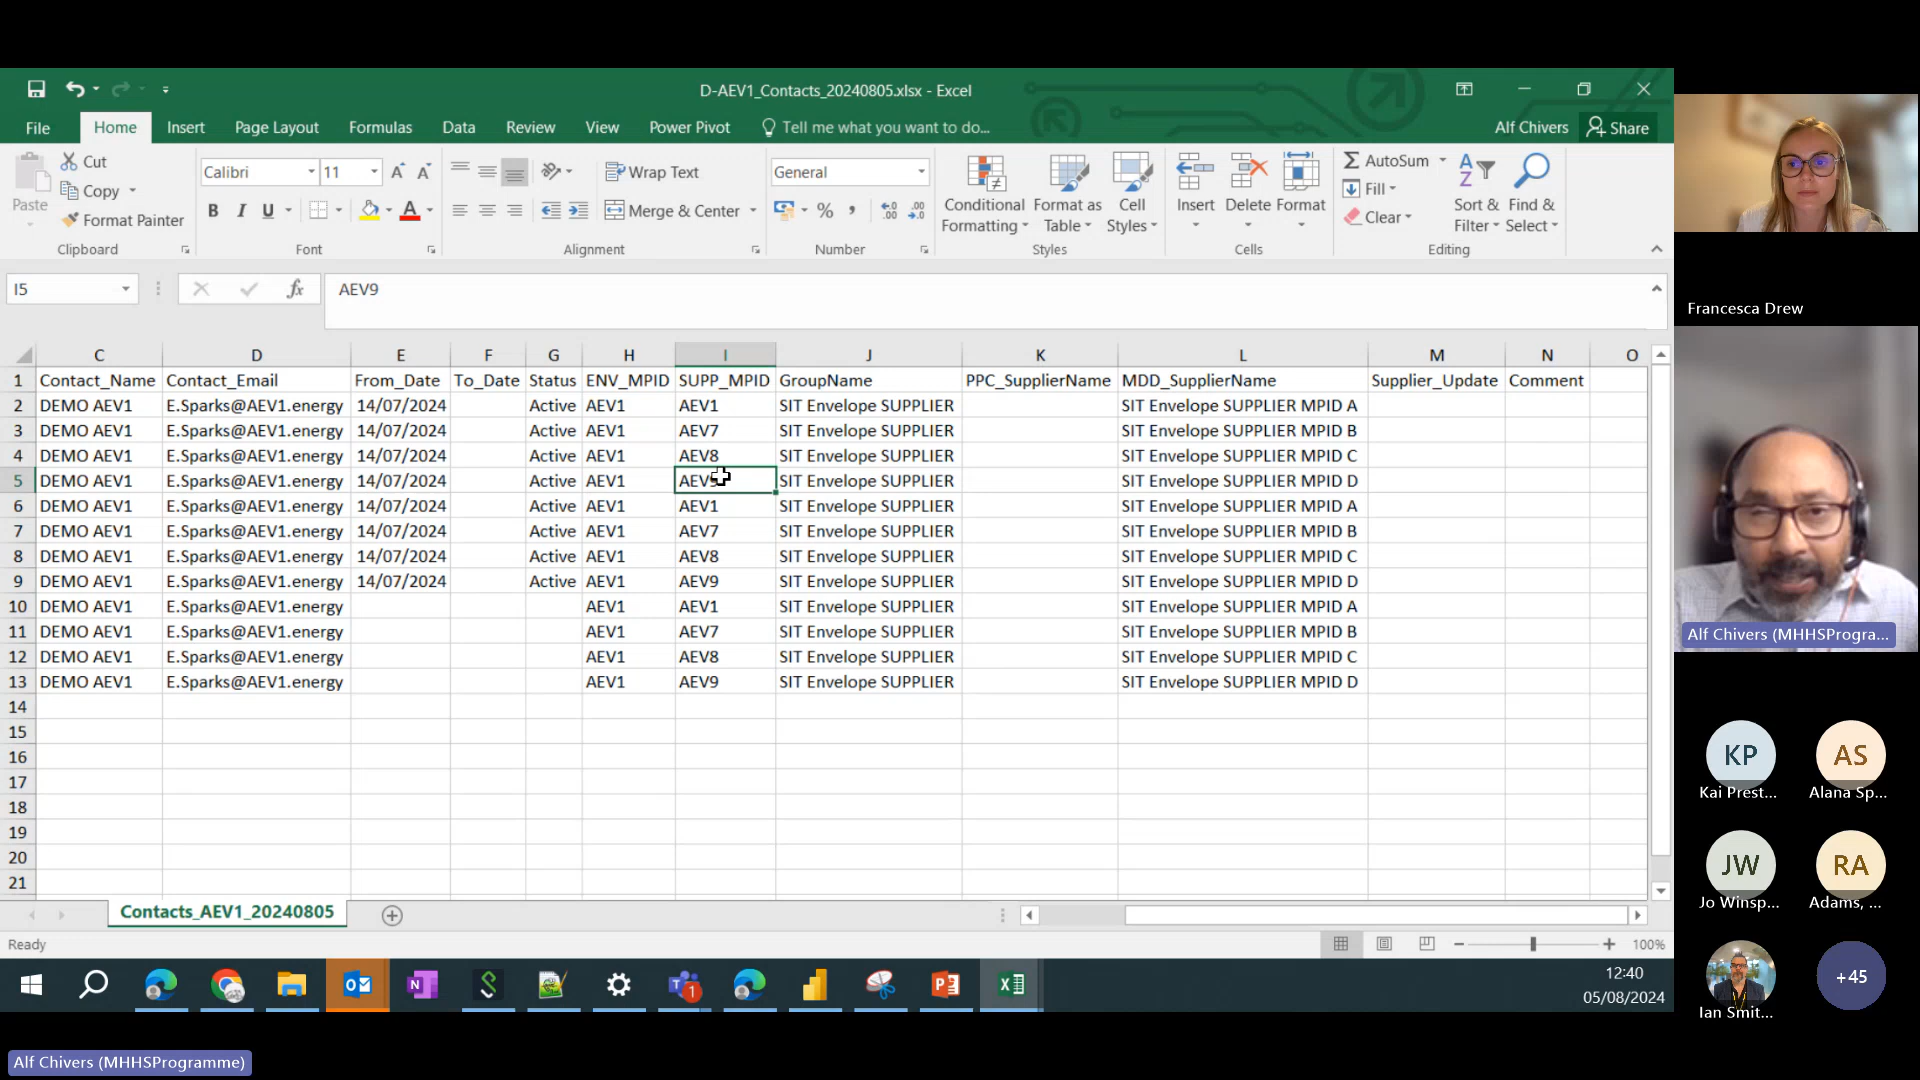 D-AEV1_Contacts_20240805.xlsx - Excel
File Home Insert Page Layout Formulas Data Review View Power Pivot Tell me what you want to do... Alf Chivers Share
Paste
Cut
Copy
Format Painter
Clipboard
Calibri 11
B I U
Font
Wrap Text
Merge & Center
Alignment
General
%
Number
Conditional Formatting
Format as Table
Cell Styles
Styles
Insert Delete Format
Cells
AutoSum
Fill
Clear
Sort & Filter
Find & Select
Editing
I5 fx AEV9
C D E F G H I J K L M N O
1 Contact_Name Contact_Email From_Date To_Date Status ENV_MPID SUPP_MPID GroupName PPC_SupplierName MDD_SupplierName Supplier_Update Comment
2 DEMO AEV1 E.Sparks@AEV1.energy 14/07/2024 Active AEV1 AEV1 SIT Envelope SUPPLIER SIT Envelope SUPPLIER MPID A
3 DEMO AEV1 E.Sparks@AEV1.energy 14/07/2024 Active AEV1 AEV7 SIT Envelope SUPPLIER SIT Envelope SUPPLIER MPID B
4 DEMO AEV1 E.Sparks@AEV1.energy 14/07/2024 Active AEV1 AEV8 SIT Envelope SUPPLIER SIT Envelope SUPPLIER MPID C
5 DEMO AEV1 E.Sparks@AEV1.energy 14/07/2024 Active AEV1 AEV9 SIT Envelope SUPPLIER SIT Envelope SUPPLIER MPID D
6 DEMO AEV1 E.Sparks@AEV1.energy 14/07/2024 Active AEV1 AEV1 SIT Envelope SUPPLIER SIT Envelope SUPPLIER MPID A
7 DEMO AEV1 E.Sparks@AEV1.energy 14/07/2024 Active AEV1 AEV7 SIT Envelope SUPPLIER SIT Envelope SUPPLIER MPID B
8 DEMO AEV1 E.Sparks@AEV1.energy 14/07/2024 Active AEV1 AEV8 SIT Envelope SUPPLIER SIT Envelope SUPPLIER MPID C
9 DEMO AEV1 E.Sparks@AEV1.energy 14/07/2024 Active AEV1 AEV9 SIT Envelope SUPPLIER SIT Envelope SUPPLIER MPID D
10 DEMO AEV1 E.Sparks@AEV1.energy AEV1 AEV1 SIT Envelope SUPPLIER SIT Envelope SUPPLIER MPID A
11 DEMO AEV1 E.Sparks@AEV1.energy AEV1 AEV7 SIT Envelope SUPPLIER SIT Envelope SUPPLIER MPID B
12 DEMO AEV1 E.Sparks@AEV1.energy AEV1 AEV8 SIT Envelope SUPPLIER SIT Envelope SUPPLIER MPID C
13 DEMO AEV1 E.Sparks@AEV1.energy AEV1 AEV9 SIT Envelope SUPPLIER SIT Envelope SUPPLIER MPID D
14
15
16
17
18
19
20
21
Contacts_AEV1_20240805
Ready 100%
12:40
05/08/2024
Alf Chivers (MHHSProgramme)
Francesca Drew
Alf Chivers (MHHSProgra...
KP AS
Kai Prest... Alana Sp...
JW RA
Jo Winsp... Adams, ...
+45
Ian Smit...